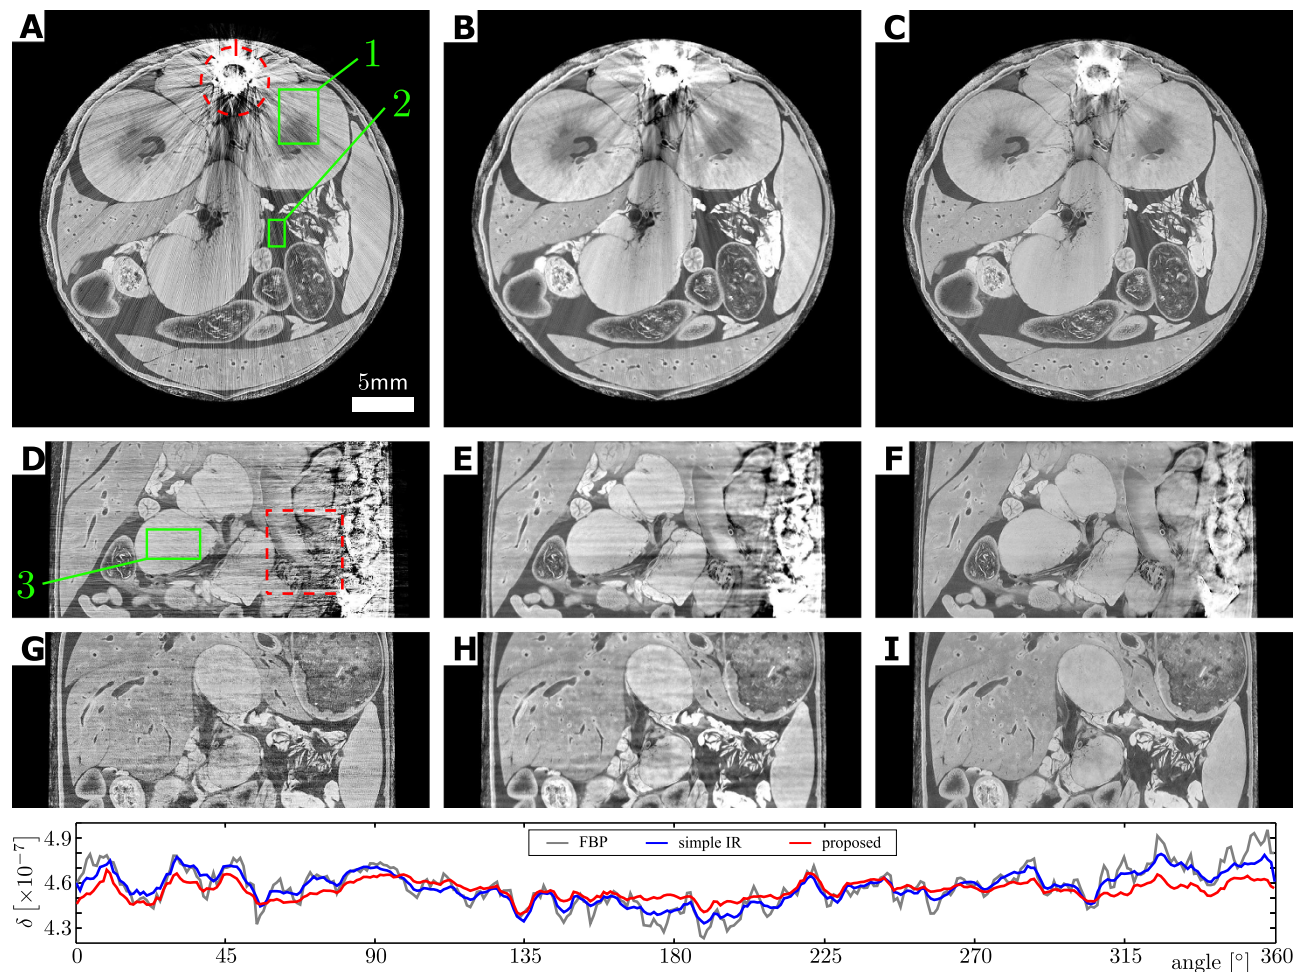 A
B
C
1
2
5mm
D
E
F
3
G
H
I
δ [×10⁻⁷]
4.9
4.6
4.3
FBP
simple IR
proposed
0
45
90
135
180
225
270
315
360
angle [°]